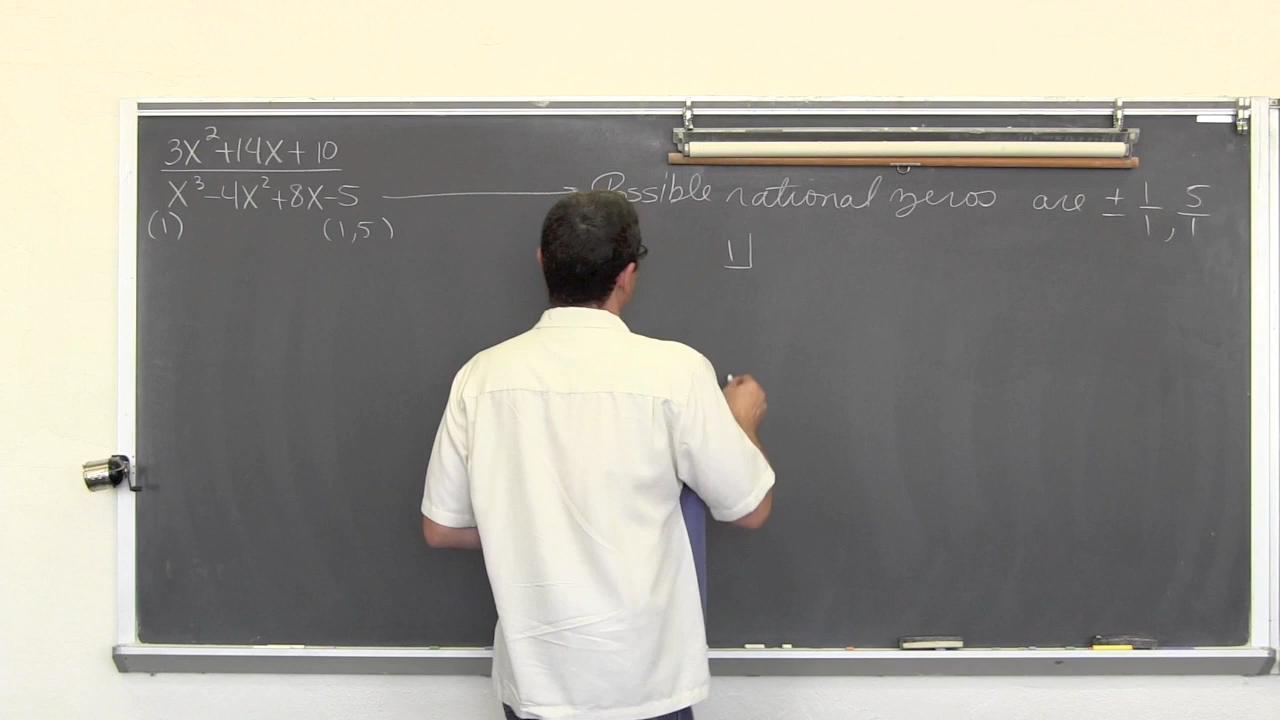 3x²+14x+10
x³-4x²+8x-5 → Possible rational zeros are ± 1/1, 5/1
(1) (1,5)
1